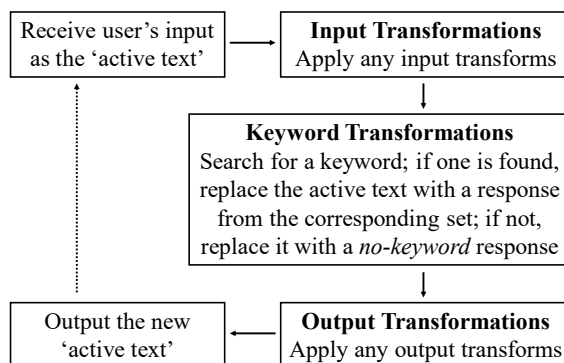 Receive user’s input
as the ‘active text’
Input Transformations
Apply any input transforms
Keyword Transformations
Search for a keyword; if one is found,
replace the active text with a response
from the corresponding set; if not,
replace it with a no-keyword response
Output the new
‘active text’
Output Transformations
Apply any output transforms